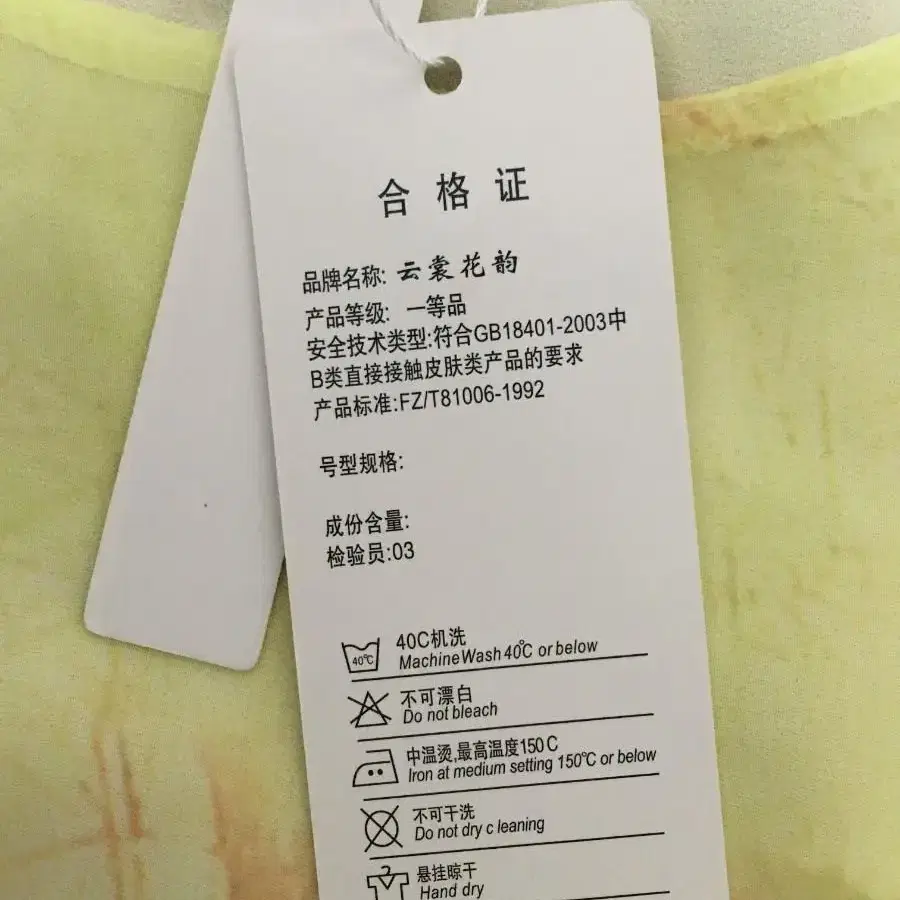 合格证
品牌名称: 云裳花韵
产品等级: 一等品
安全技术类型:符合GB18401-2003中
B类直接接触皮肤类产品的要求
产品标准:FZ/T81006-1992
号型规格:
成份含量:
检验员:03
40℃
40C机洗
MachineWash 40℃ or below
不可漂白
Do not bleach
中温烫,最高温度150C
Iron at medium setting 150℃ or below
不可干洗
Do not dry c leaning
悬挂晾干
Hand dry